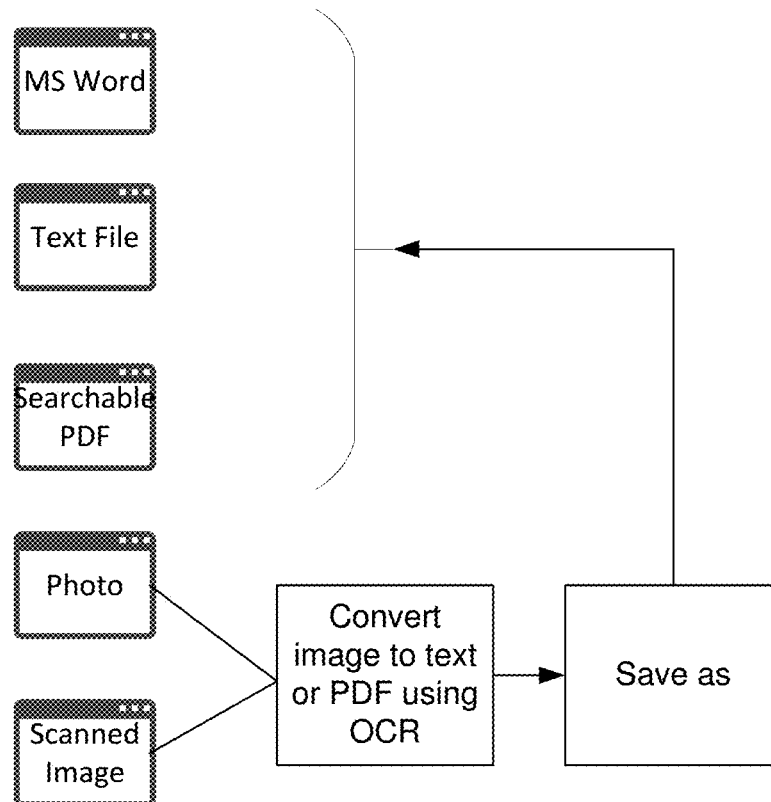 MS Word
Text File
Searchable
PDF
Photo
Scanned
Image
Convert
image to text
or PDF using
OCR
Save as